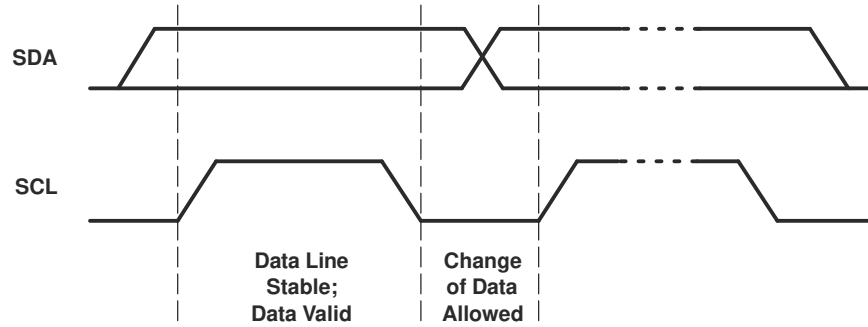 SDA
SCL
Data Line
Stable;
Data Valid
Change
of Data
Allowed